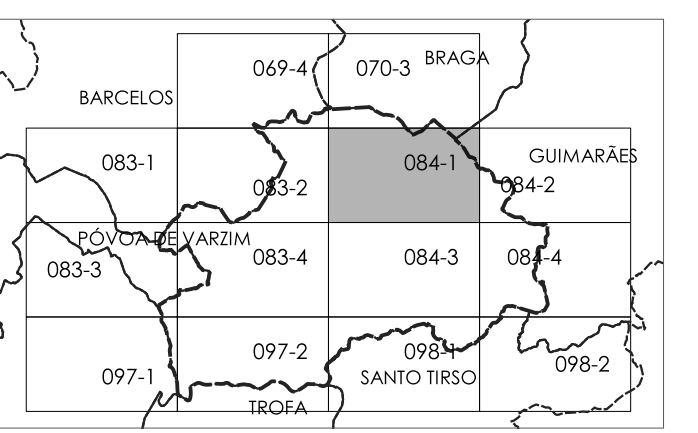 069-4
070-3
BRAGA
BARCELOS
083-1
083-2
084-1
GUIMARÃES
084-2
PÓVOA DE VARZIM
083-3
083-4
084-3
084-4
097-1
097-2
098-1
098-2
SANTO TIRSO
TROFA